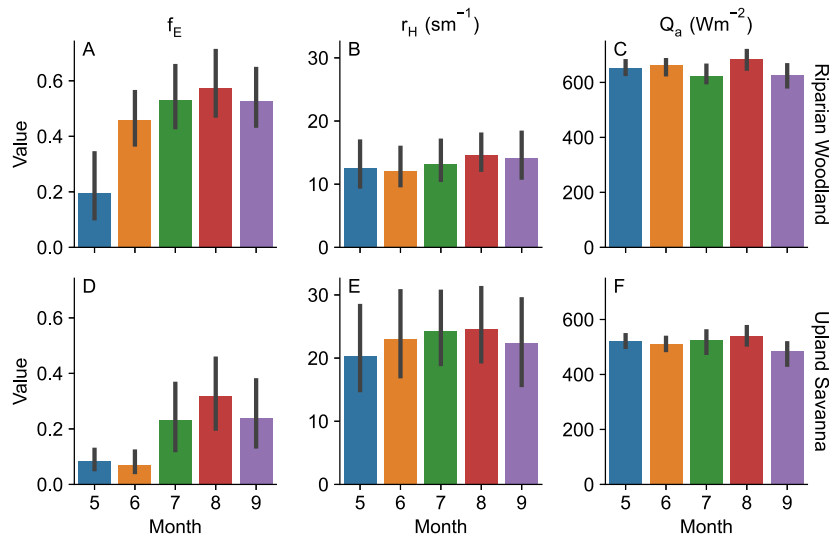 f_E
r_H (sm⁻¹)
Q_a (Wm⁻²)
A
B
C
Value
0.6
0.4
0.2
0.0
30
20
10
0
600
400
200
0
Riparian Woodland
D
E
F
Value
0.6
0.4
0.2
0.0
30
20
10
0
600
400
200
0
Upland Savanna
5 6 7 8 9
5 6 7 8 9
5 6 7 8 9
Month
Month
Month